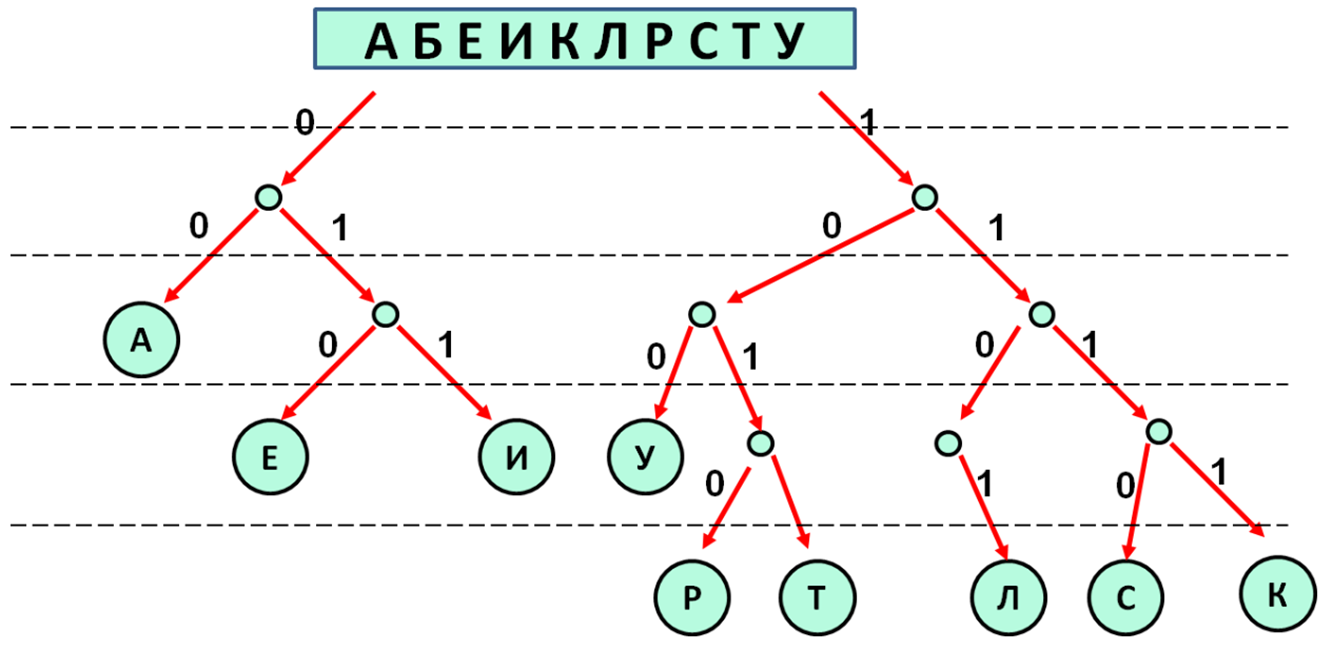 А Б Е И К Л Р С Т У
0 1
0 1 0 1
А 0 1 0 1 0 1
Е И У 0 1 0 1
Р Т Л С К